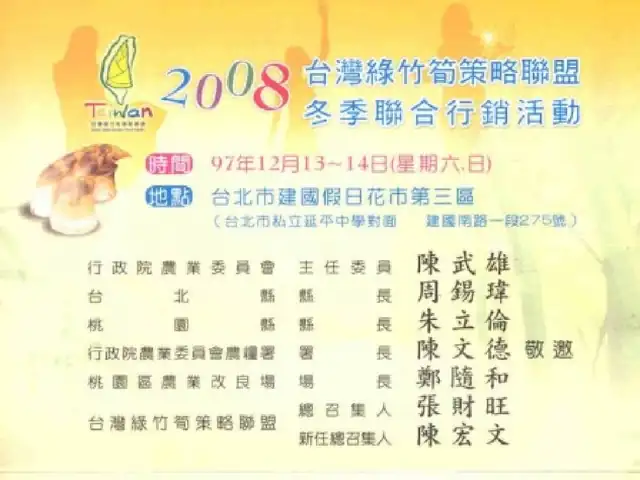 Taiwan
2008 台灣綠竹筍策略聯盟
冬季聯合行銷活動
時間 97年12月13~14日(星期六,日)
地點 台北市建國假日花市第三區
(台北市私立延平中學對面 建國南路一段275號)
行政院農業委員會 主任委員 陳武雄
台北縣 縣長 周錫瑋
桃園縣 縣長 朱立倫
行政院農業委員會農糧署 署長 陳文德 敬邀
桃園區農業改良場 場長 鄭隨和
台灣綠竹筍策略聯盟 總召集人 張財旺
新任總召集人 陳宏文